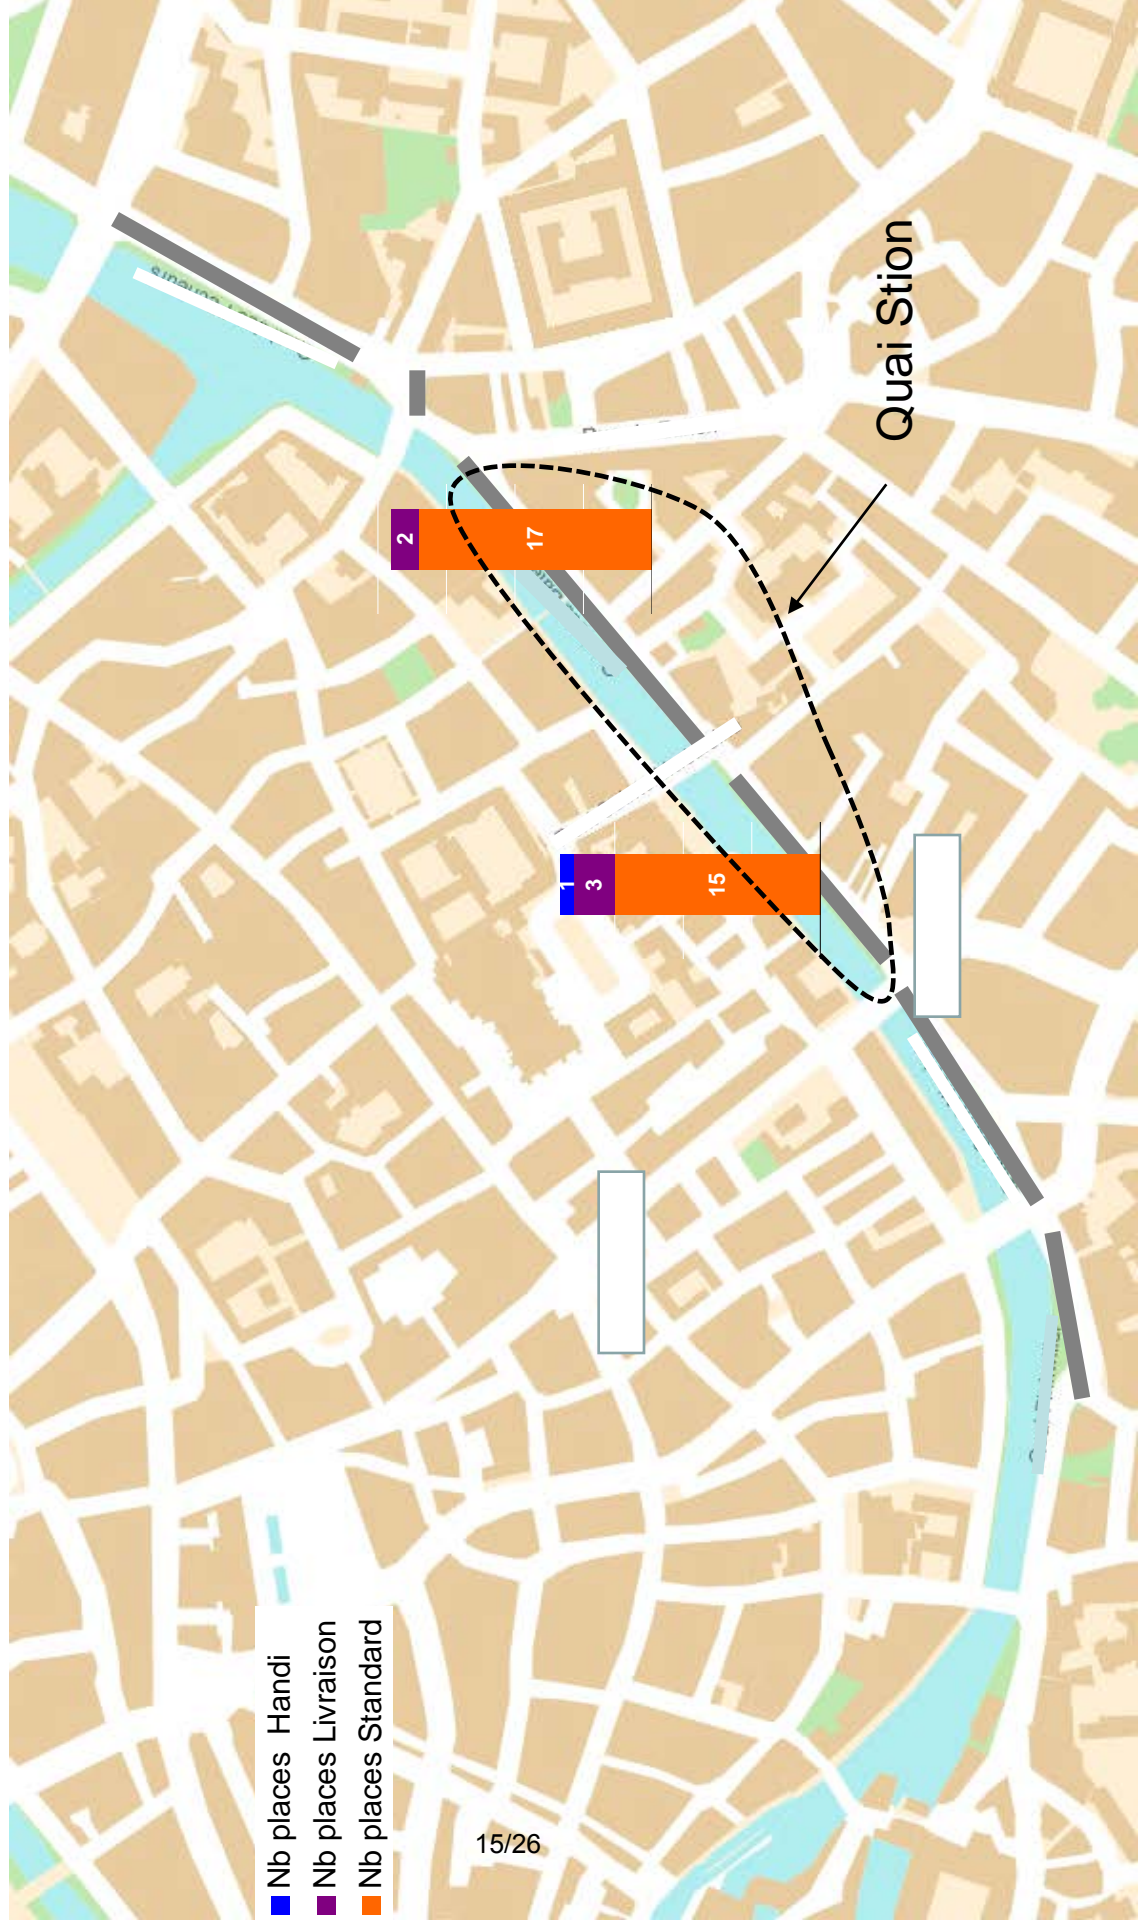 Nb places Handi
Nb places Livraison
Nb places Standard
1
3
15
2
17
Quai Stion
15/26